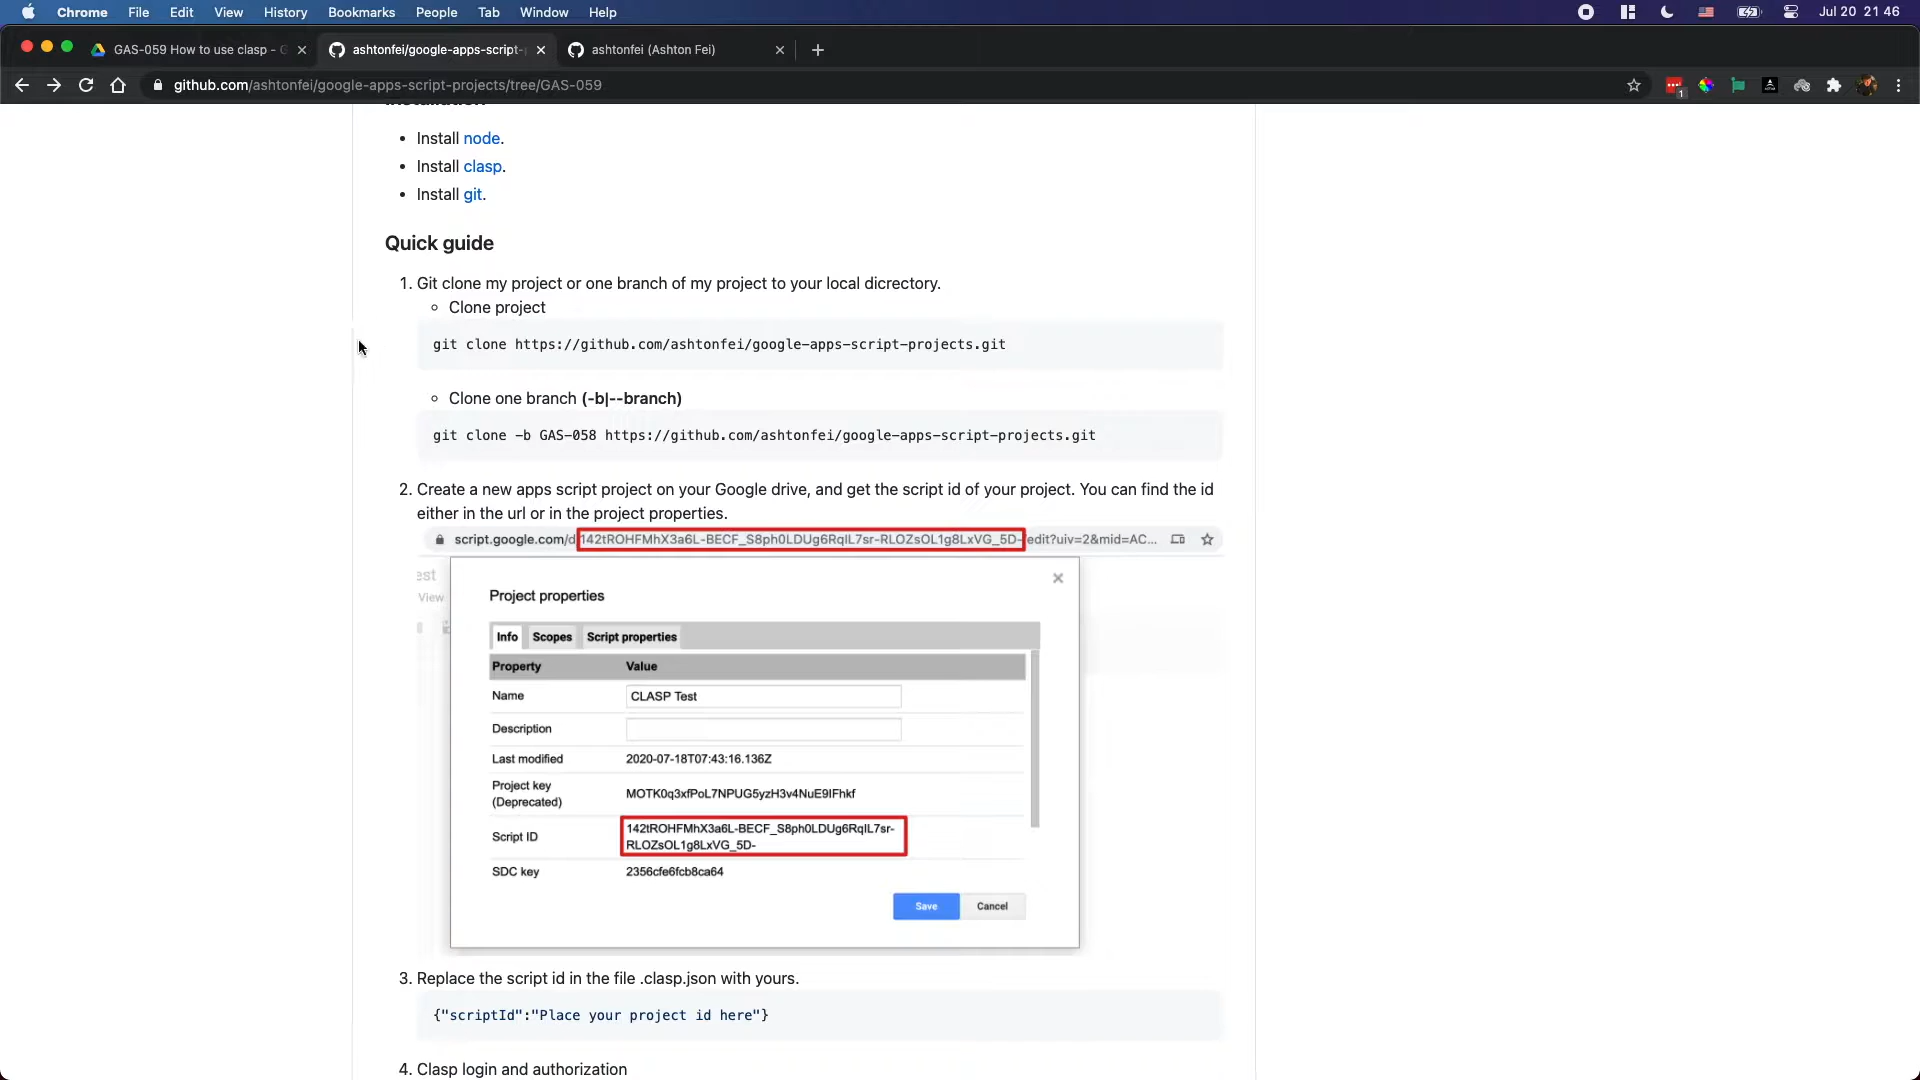 Chrome File Edit View History Bookmarks People Tab Window Help Jul 20 21 46
GAS-059 How to use clasp - G ashtonfei/google-apps-script- ashtonfei (Ashton Fei)
github.com/ashtonfei/google-apps-script-projects/tree/GAS-059 1
Installation
• Install node.
• Install clasp.
• Install git.
Quick guide
1. Git clone my project or one branch of my project to your local dicrectory.
Clone project
git clone https://github.com/ashtonfei/google-apps-script-projects.git
Clone one branch (-b|--branch)
git clone -b GAS-058 https://github.com/ashtonfei/google-apps-script-projects.git
2. Create a new apps script project on your Google drive, and get the script id of your project. You can find the id
either in the url or in the project properties.
script.google.com/d 142tROHFMhX3a6L-BECF_S8ph0LDUg6RqIL7sr-RLOZsOL1g8LxVG_5D- edit?uiv=2&mid=AC...
est
View
Project properties
Info Scopes Script properties
Property Value
Name CLASP Test
Description
Last modified 2020-07-18T07:43:16.136Z
Project key
(Deprecated)
MOTK0q3xfPoL7NPUG5yzH3v4NuE9IFhkf
Script ID
142tROHFMhX3a6L-BECF_S8ph0LDUg6RqIL7sr-
RLOZsOL1g8LxVG_5D-
SDC key 2356cfe6fcb8ca64
Save Cancel
3. Replace the script id in the file .clasp.json with yours.
{"scriptId":"Place your project id here"}
4. Clasp login and authorization